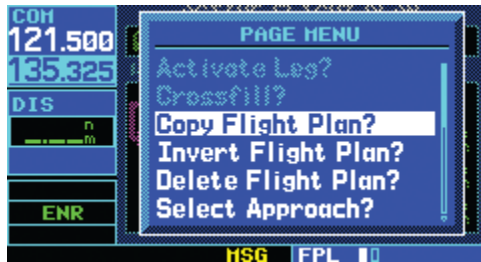 COM
121.500
135.325
DIS
_._ _ n m
ENR
PAGE MENU
Activate Leg?
Crossfill?
Copy Flight Plan?
Invert Flight Plan?
Delete Flight Plan?
Select Approach?
MSG FPL